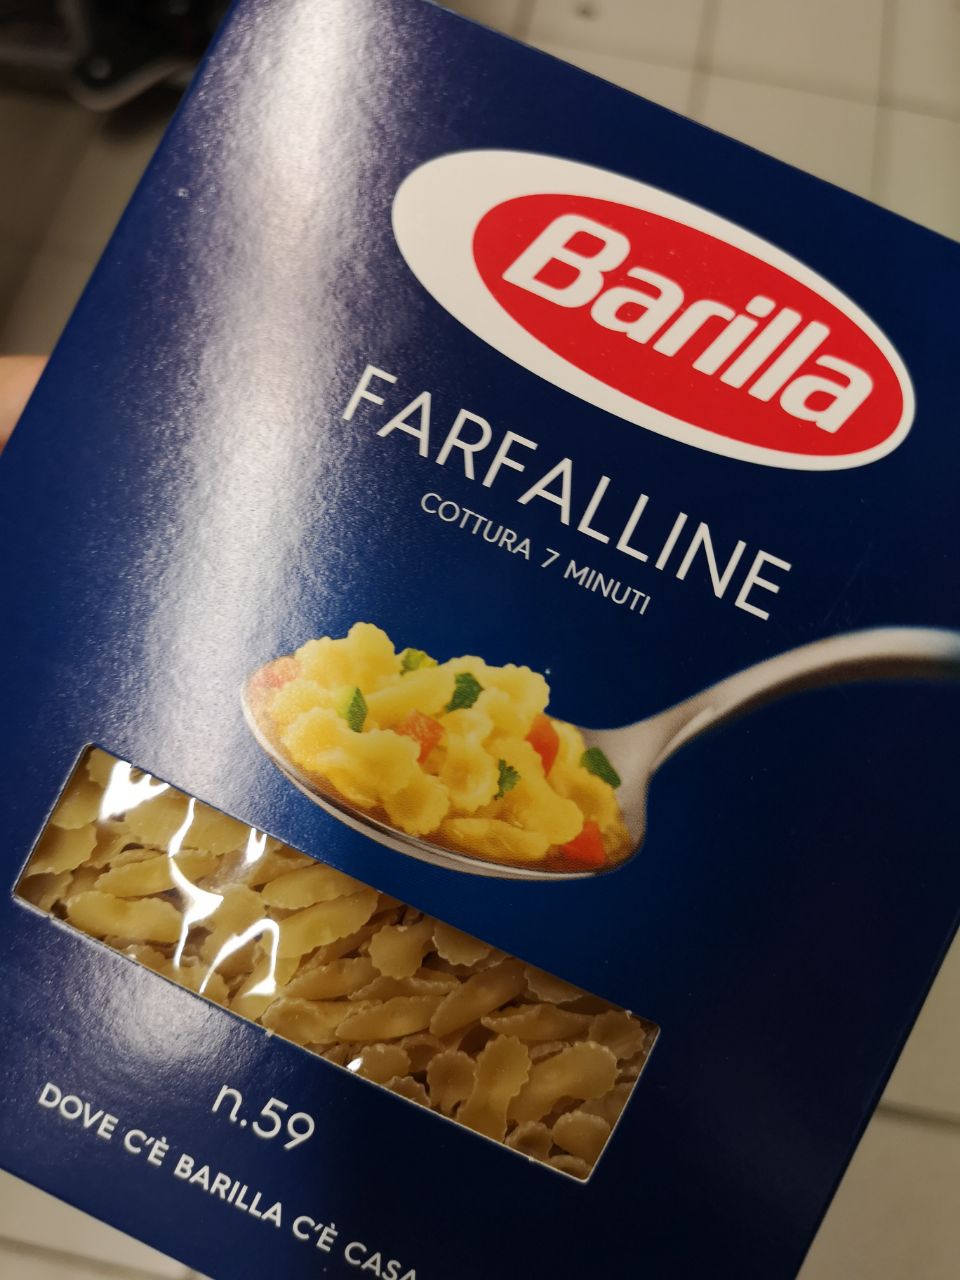 Barilla
FARFALLINE
COTTURA 7 MINUTI
n.59
DOVE C'È BARILLA C'È CASA